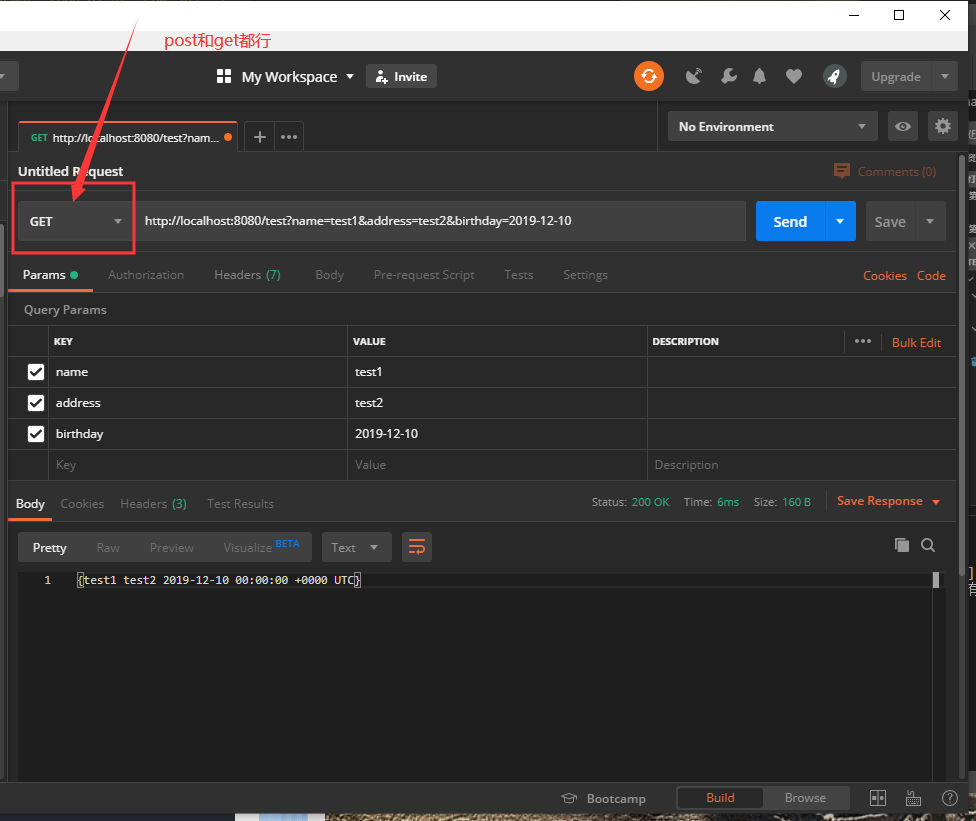 post和get都行
My Workspace
Invite
Upgrade
GET http://localhost:8080/test?nam...
No Environment
Untitled Request
Comments (0)
GET
http://localhost:8080/test?name=test1&address=test2&birthday=2019-12-10
Send
Save
Params
Authorization
Headers (7)
Body
Pre-request Script
Tests
Settings
Cookies
Code
Query Params
KEY
VALUE
DESCRIPTION
Bulk Edit
name
test1
address
test2
birthday
2019-12-10
Key
Value
Description
Body
Cookies
Headers (3)
Test Results
Status: 200 OK
Time: 6ms
Size: 160 B
Save Response
Pretty
Raw
Preview
Visualize BETA
Text
1
{test1 test2 2019-12-10 00:00:00 +0000 UTC}
Bootcamp
Build
Browse